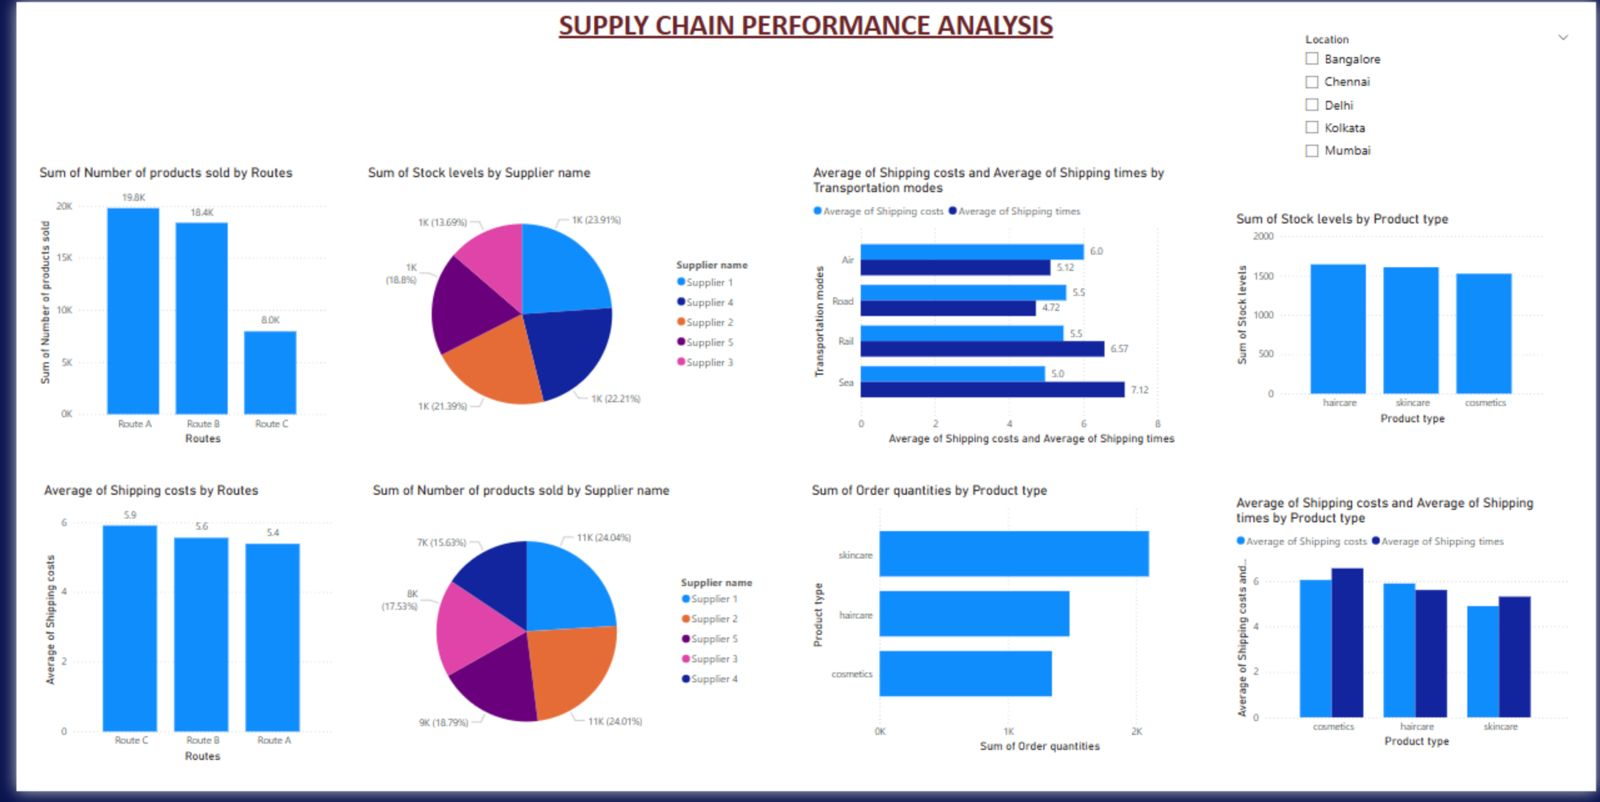 SUPPLY CHAIN PERFORMANCE ANALYSIS
Location
Bangalore
Chennai
Delhi
Kolkata
Mumbai
Sum of Number of products sold by Routes
Sum of Number of products sold
20K
15K
10K
5K
0K
19.8K
18.4K
8.0K
Route A
Route B
Route C
Routes
Sum of Stock levels by Supplier name
1K (23.91%)
1K (22.21%)
1K (21.39%)
1K
(18.8%)
1K (13.69%)
Supplier name
Supplier 1
Supplier 4
Supplier 2
Supplier 5
Supplier 3
Average of Shipping costs and Average of Shipping times by
Transportation modes
Average of Shipping costs
Average of Shipping times
Transportation modes
Air
6.0
5.12
Road
5.5
4.72
Rail
5.5
6.57
Sea
5.0
7.12
0
2
4
6
8
Average of Shipping costs and Average of Shipping times
Sum of Stock levels by Product type
Sum of Stock levels
2000
1500
1000
500
0
haircare
skincare
cosmetics
Product type
Average of Shipping costs by Routes
Average of Shipping costs
6
4
2
0
5.9
5.6
5.4
Route C
Route B
Route A
Routes
Sum of Number of products sold by Supplier name
11K (24.04%)
11K (24.01%)
9K (18.79%)
8K
(17.53%)
7K (15.63%)
Supplier name
Supplier 1
Supplier 2
Supplier 5
Supplier 3
Supplier 4
Sum of Order quantities by Product type
Product type
skincare
haircare
cosmetics
0K
1K
2K
Sum of Order quantities
Average of Shipping costs and Average of Shipping
times by Product type
Average of Shipping costs
Average of Shipping times
Average of Shipping costs and...
6
4
2
0
cosmetics
haircare
skincare
Product type